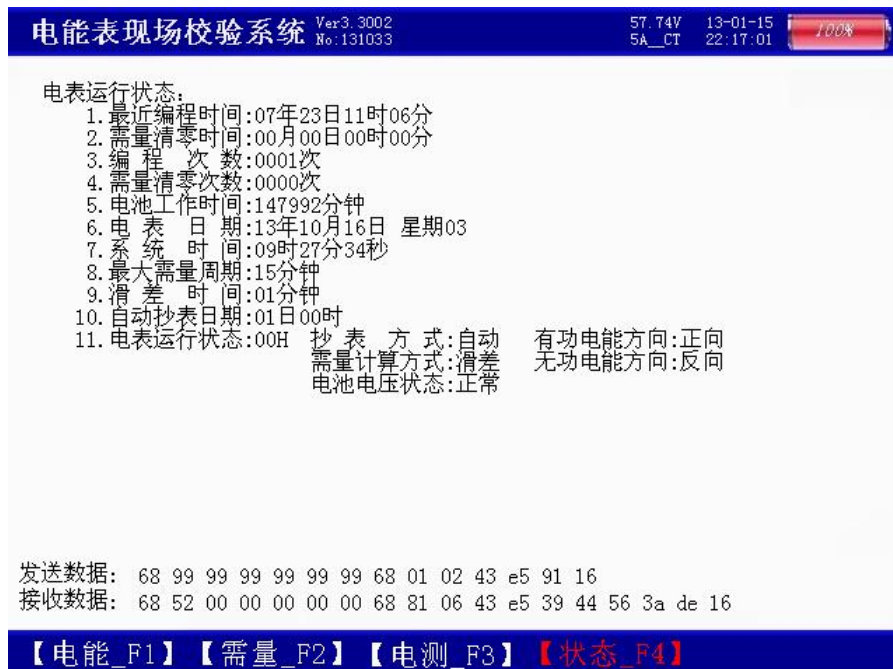 电能表现场校验系统 Ver3.3002 57.74V 13-01-15 100%
No:131033 5A__CT 22:17:01
电表运行状态:
1.最近编程时间:07年23日11时06分
2.需量清零时间:00月00日00时00分
3.编 程 次 数:0001次
4.需量清零次数:0000次
5.电池工作时间:147992分钟
6.电 表 日 期:13年10月16日 星期03
7.系 统 时 间:09时27分34秒
8.最大需量周期:15分钟
9.滑 差 时 间:01分钟
10.自动抄表日期:01日00时
11.电表运行状态:00H 抄 表 方 式:自动 有功电能方向:正向
需量计算方式:滑差 无功电能方向:反向
电池电压状态:正常
发送数据: 68 99 99 99 99 99 99 68 01 02 43 e5 91 16
接收数据: 68 52 00 00 00 00 00 68 81 06 43 e5 39 44 56 3a de 16
【电能_F1】【需量_F2】【电测_F3】【状态_F4】